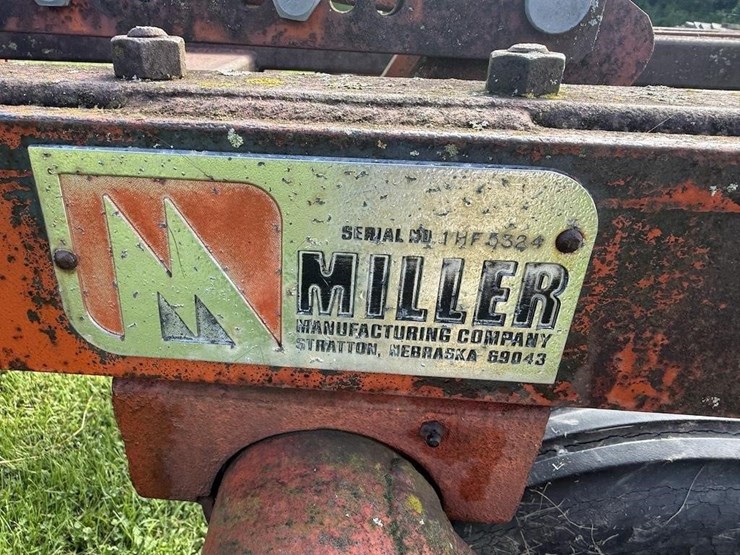 SERIAL NO. 1HF5324
MILLER
MANUFACTURING COMPANY
STRATTON, NEBRASKA 69043